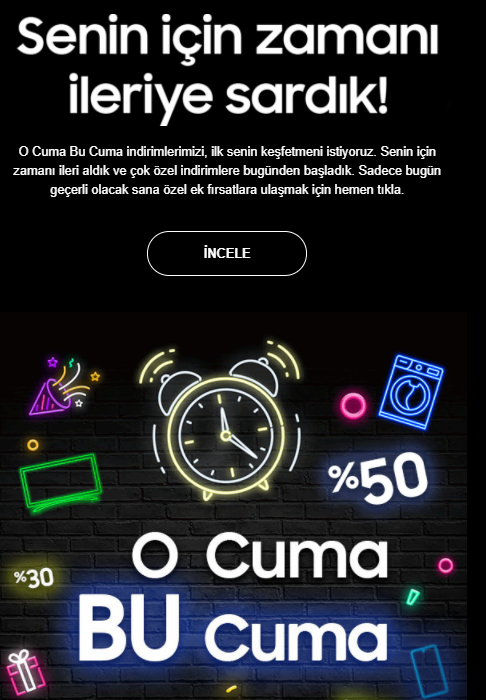 Senin için zamanı
ileriye sardık!
O Cuma Bu Cuma indirimlerimizi, ilk senin keşfetmeni istiyoruz. Senin için
zamanı ileri aldık ve çok özel indirimlere bugünden başladık. Sadece bugün
geçerli olacak sana özel ek fırsatlara ulaşmak için hemen tıkla.
İNCELE
%50
O Cuma
%30
BU Cuma